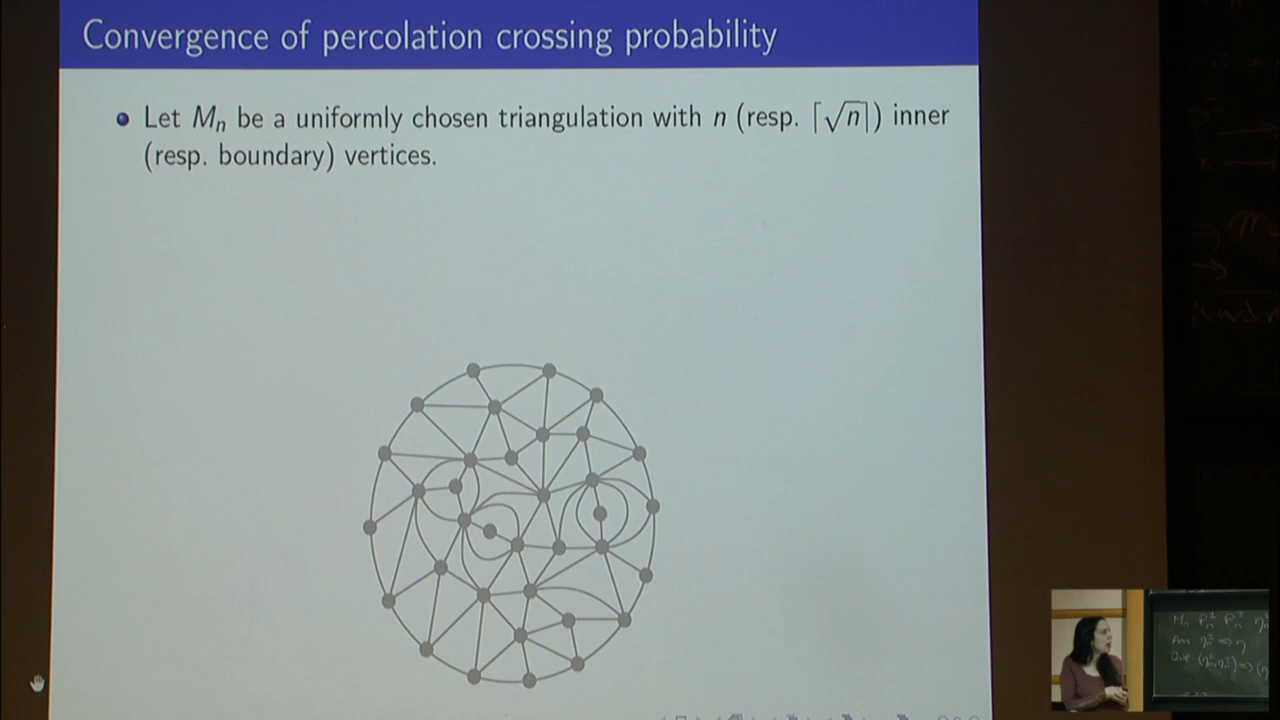 Convergence of percolation crossing probability
Let Mn be a uniformly chosen triangulation with n (resp. ⌈√n⌉) inner
(resp. boundary) vertices.